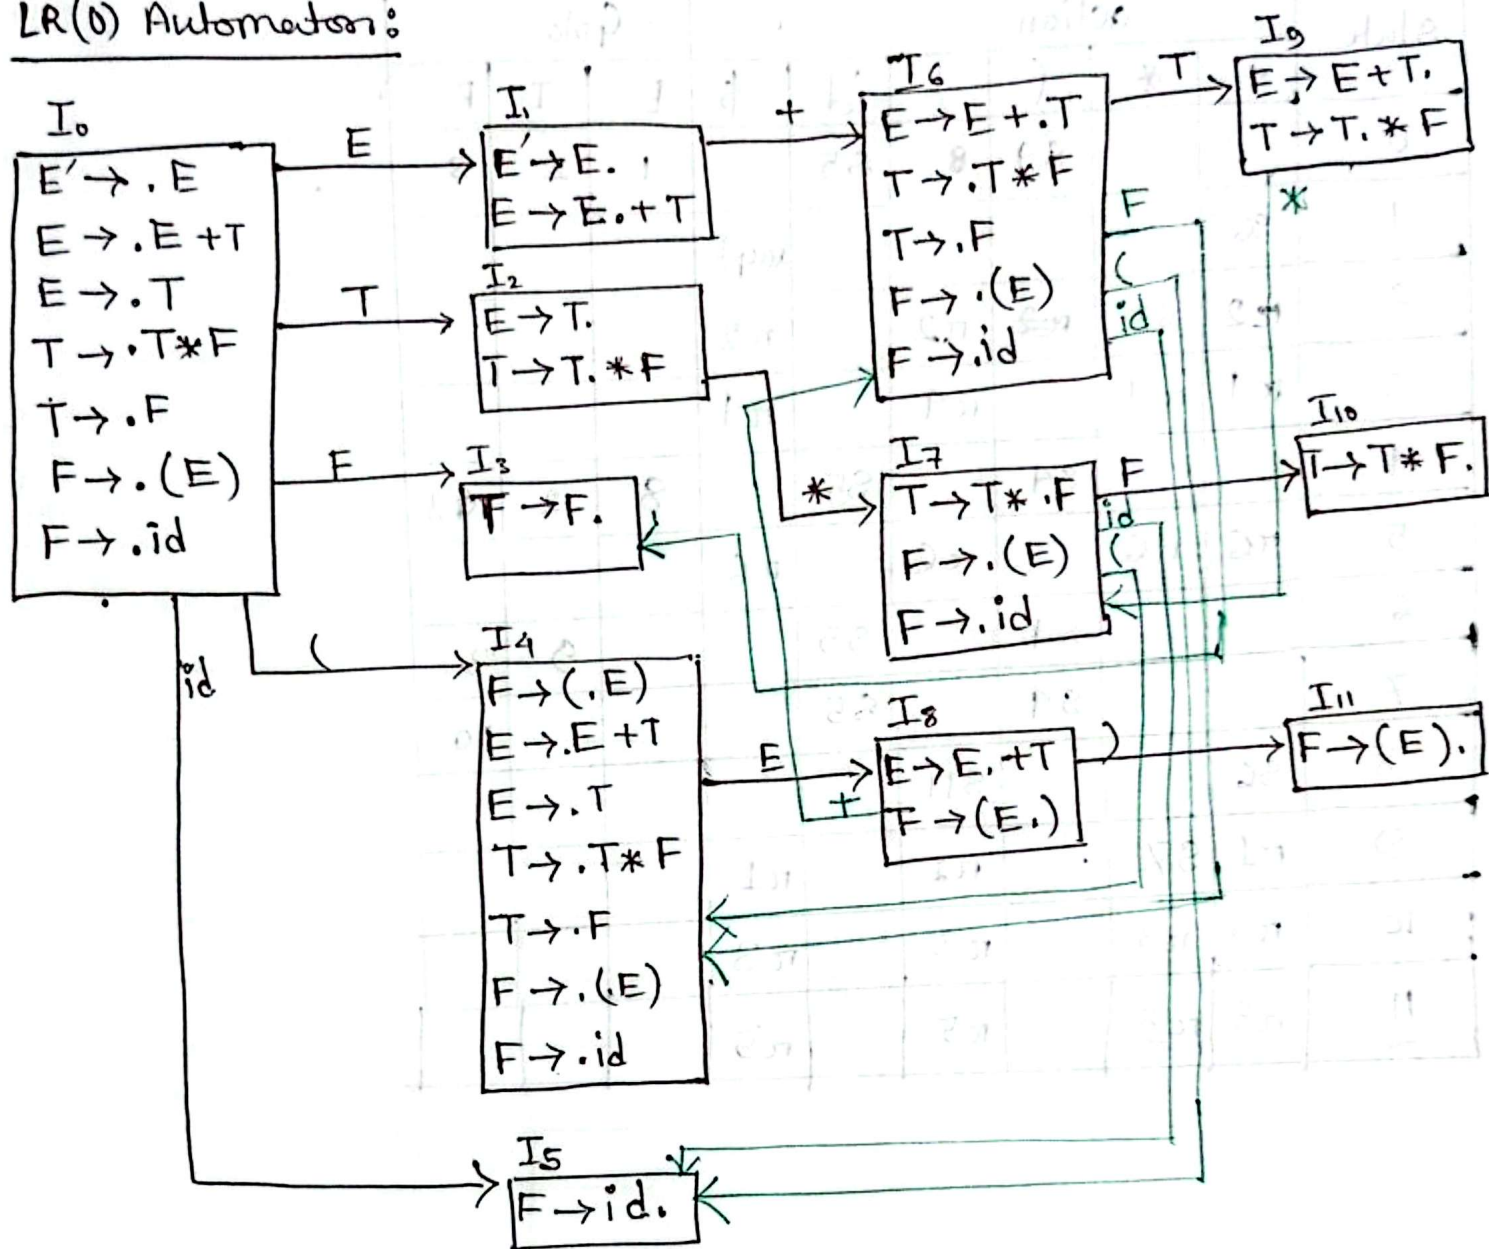 LR(0) Automaton:
I0
E' → .E
E → .E +T
E → .T
T → .T*F
T → .F
F → .(E)
F → .id
E
T
F
(
id
I1
E' → E.
E → E.+T
I2
E → T.
T → T.*F
I3
T → F.
I4
F → (.E)
E → .E +T
E → .T
T → .T*F
T → .F
F → .(E)
F → .id
I5
F → id.
+
*
E
+
I6
E → E+.T
T → .T*F
T → .F
F → .(E)
F → .id
T
F
(
id
I7
T → T*.F
F → .(E)
F → .id
F
id
(
I8
E → E.+T
F → (E.)
)
I9
E → E+T.
T → T.*F
*
I10
T → T*F.
I11
F → (E).